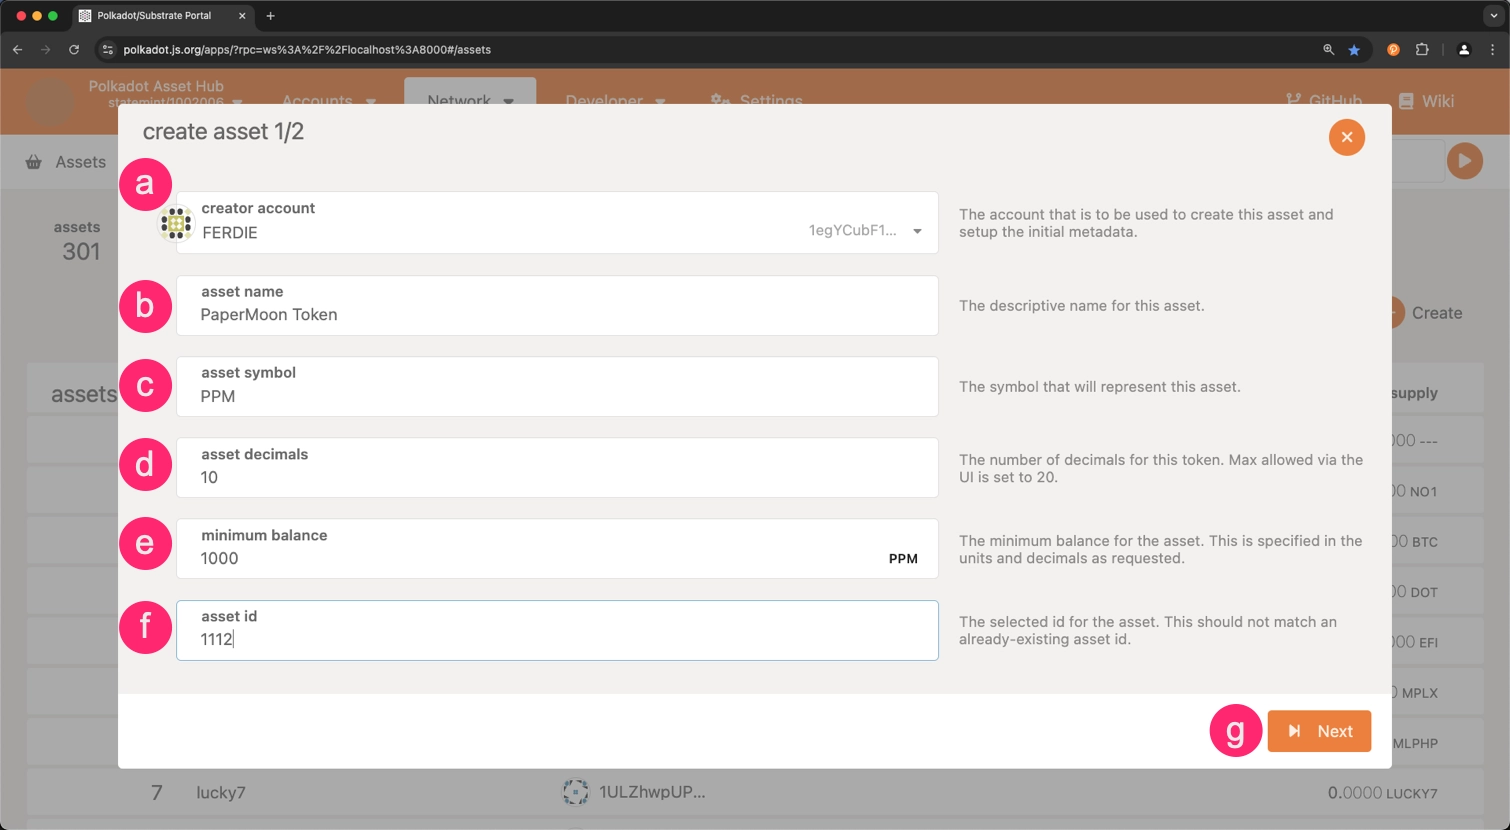 Polkadot/Substrate Portal
polkadot.js.org/apps/?rpc=ws%3A%2F%2Flocalhost%3A8000#/assets
Polkadot Asset Hub
statemint/1002006
Accounts
Network
Developer
Settings
GitHub
Wiki
create asset 1/2
Assets
a
creator account
FERDIE
1egYCubF1...
The account that is to be used to create this asset and
setup the initial metadata.
assets
301
b
asset name
PaperMoon Token
The descriptive name for this asset.
Create
c
asset symbol
PPM
The symbol that will represent this asset.
assets
supply
d
asset decimals
10
The number of decimals for this token. Max allowed via the
UI is set to 20.
000 ---
00 NO1
e
minimum balance
1000
PPM
The minimum balance for the asset. This is specified in the
units and decimals as requested.
00 BTC
00 DOT
f
asset id
1112
The selected id for the asset. This should not match an
already-existing asset id.
000 EFI
0 MPLX
g
Next
MLPHP
7
lucky7
1ULZhwpUP...
0.0000 LUCKY7